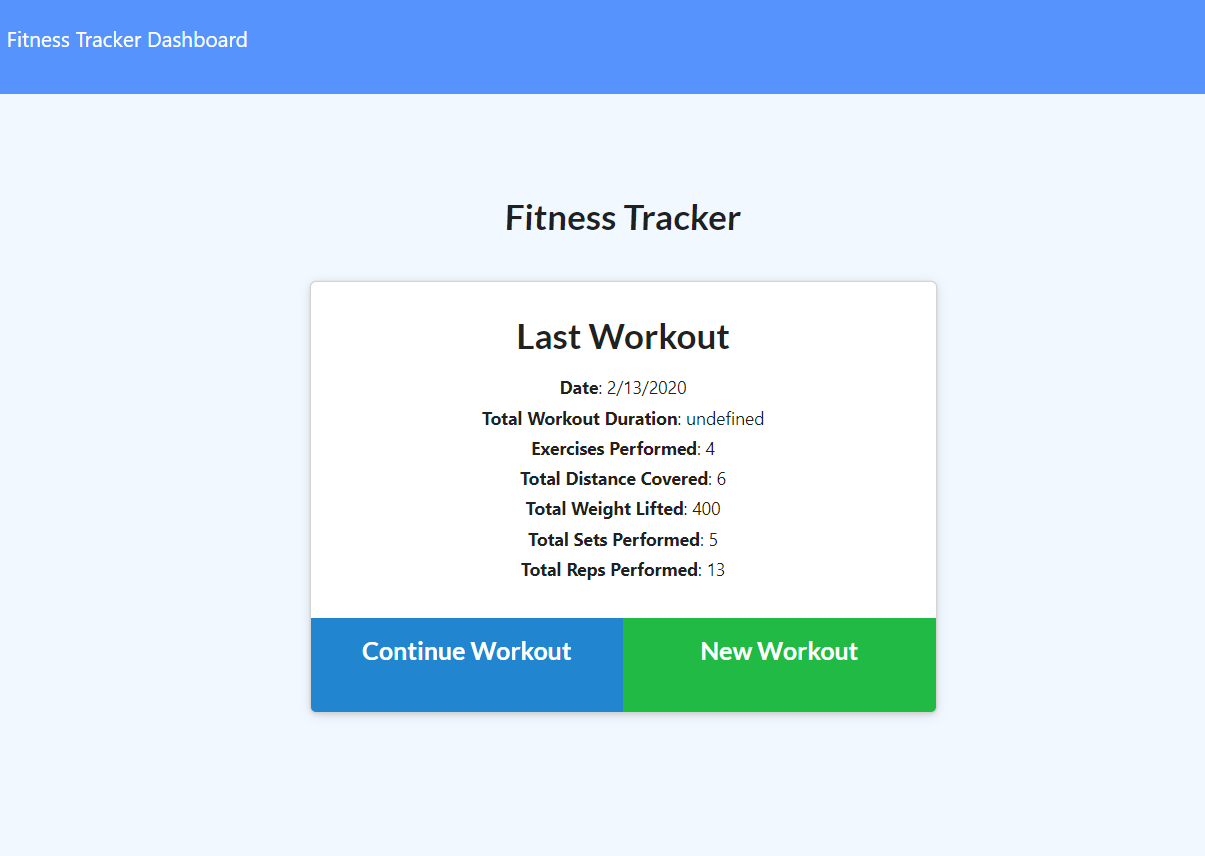 Fitness Tracker Dashboard
Fitness Tracker
Last Workout
Date: 2/13/2020
Total Workout Duration: undefined
Exercises Performed: 4
Total Distance Covered: 6
Total Weight Lifted: 400
Total Sets Performed: 5
Total Reps Performed: 13
Continue Workout
New Workout